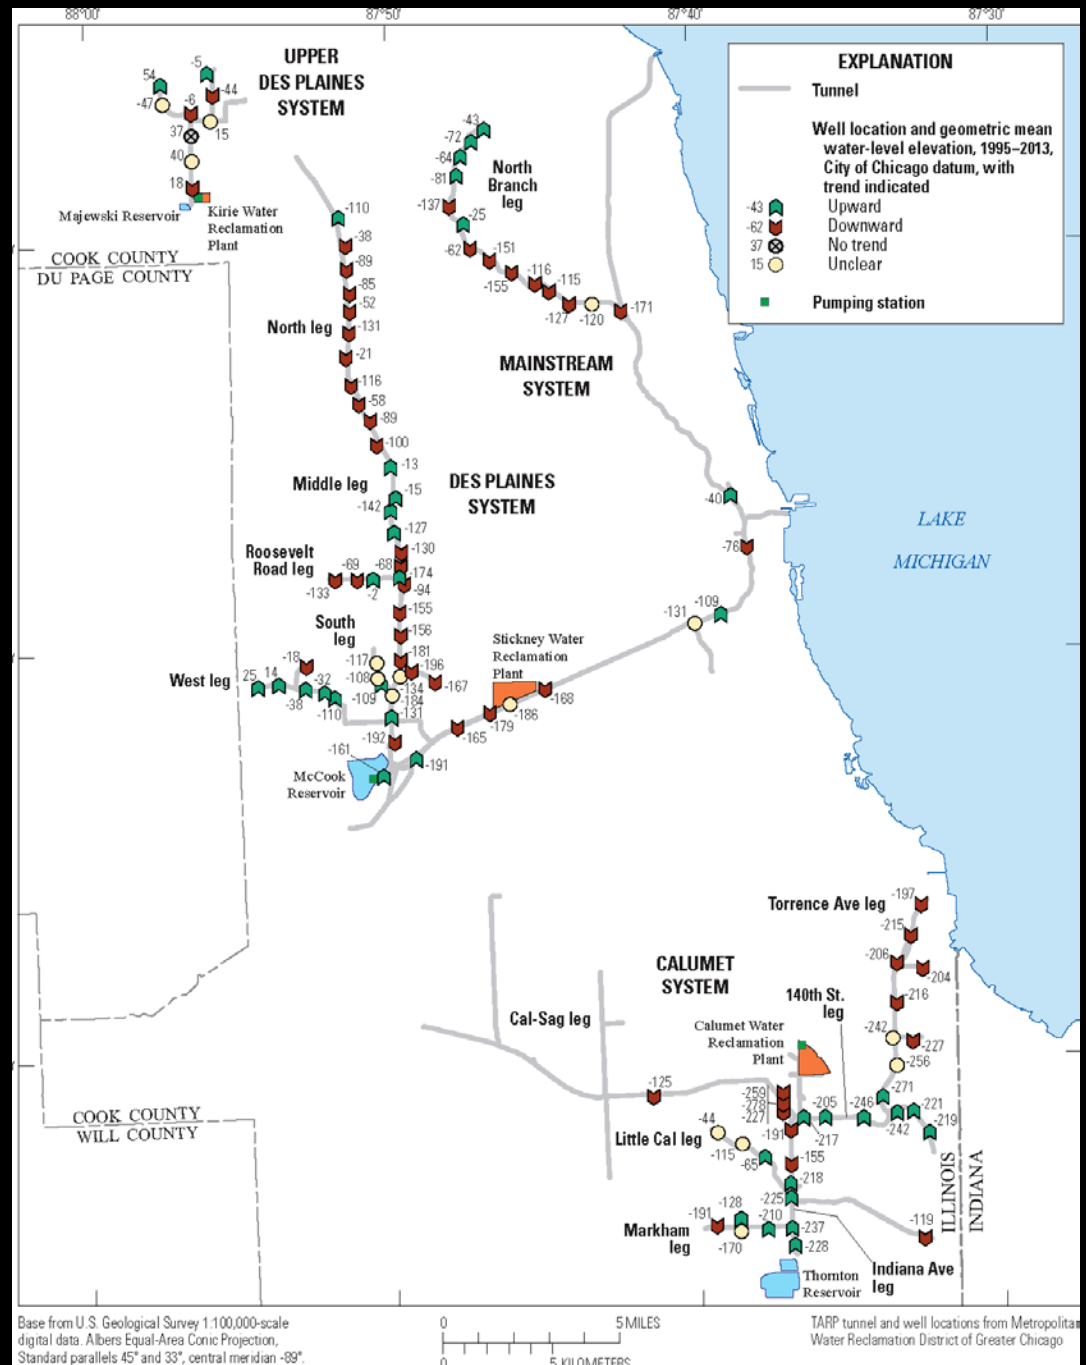 88°00'
87°50'
87°40'
87°30'
UPPER
DES PLAINES
SYSTEM
54
-5
-44
-47
-6
15
37
40
18
Majewski Reservoir
Kirie Water
Reclamation
Plant
COOK COUNTY
DU PAGE COUNTY
EXPLANATION
Tunnel
Well location and geometric mean
water-level elevation, 1995–2013,
City of Chicago datum, with
trend indicated
-43 Upward
-62 Downward
37 No trend
15 Unclear
Pumping station
North
Branch
leg
-43
-72
-64
-81
-137
-25
-62
-151
-155
-116
-115
-127
-120
-171
MAINSTREAM
SYSTEM
North leg
-110
-38
-89
-85
-52
-131
-21
-116
-58
-89
-100
-13
Middle leg
-15
-142
-127
DES PLAINES
SYSTEM
Roosevelt
Road leg
-130
-69
-68
-174
-133
-2
-94
-155
-156
South
leg
-181
-117
-196
-108
-167
-134
-109
-184
-131
West leg
25
14
-18
-32
-38
-110
-192
-161
-191
McCook
Reservoir
Stickney Water
Reclamation
Plant
-168
-186
-179
-165
-40
-76
-109
-131
LAKE
MICHIGAN
Torrence Ave leg
-197
-215
-206
-204
-216
-242
-227
-256
-271
-221
-242
-219
CALUMET
SYSTEM
140th St.
leg
Cal-Sag leg
Calumet Water
Reclamation
Plant
-125
-259
-278
-227
-205
-246
-217
-191
Little Cal leg
-44
-115
-65
-155
-218
-225
-128
-210
-191
-170
-237
-228
-119
Markham
leg
Indiana Ave
leg
Thornton
Reservoir
COOK COUNTY
WILL COUNTY
ILLINOIS
INDIANA
Base from U.S. Geological Survey 1:100,000-scale
digital data. Albers Equal-Area Conic Projection,
Standard parallels 45° and 33°, central meridian -89°.
0 5 MILES
0 5 KILOMETERS
TARP tunnel and well locations from Metropolitan
Water Reclamation District of Greater Chicago